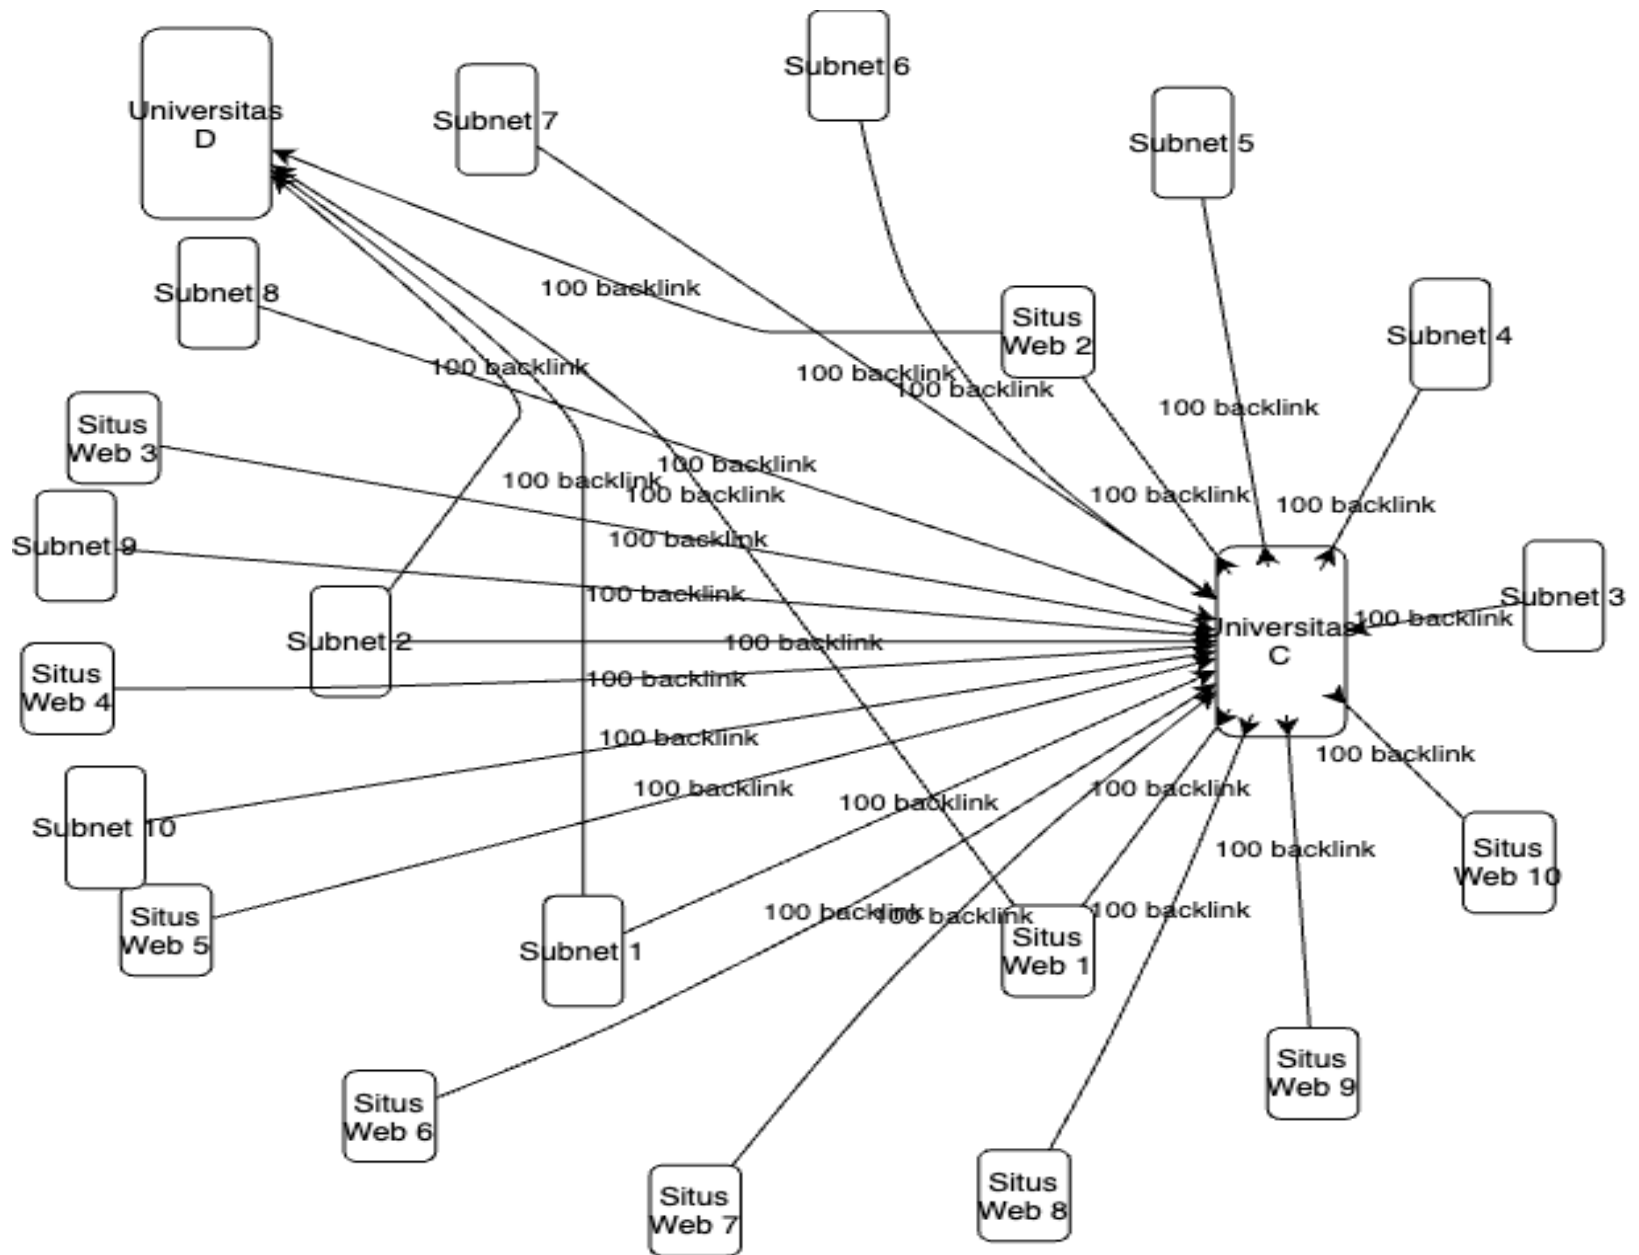 Subnet 6
Universitas
D
Subnet 7
Subnet 5
100 backlink
Subnet 8
Situs
Web 2
Subnet 4
100 backlink
100 backlink
100 backlink
100 backlink
Situs
Web 3
100 backlink
100 backlink
100 backlink
100 backlink
100 backlink
Subnet 9
100 backlink
100 backlink
Subnet 3
100 backlink
Universitas
C
Subnet 2
100 backlink
Situs
Web 4
100 backlink
100 backlink
100 backlink
100 backlink
100 backlink
100 backlink
Subnet 10
100 backlink
Situs
Web 10
Situs
Web 5
100 backlink
100 backlink
100 backlink
Subnet 1
Situs
Web 1
Situs
Web 9
Situs
Web 6
Situs
Web 7
Situs
Web 8